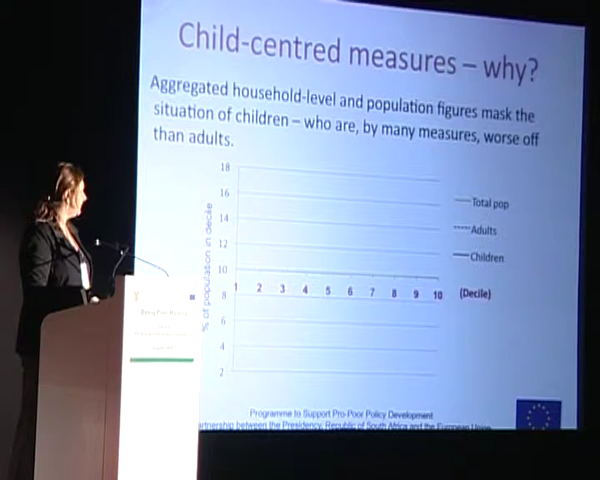 Child-centred measures – why?
Aggregated household-level and population figures mask the
situation of children – who are, by many measures, worse off
than adults.
18
16
14
12
10
8
6
4
2
% of population in decile
1 2 3 4 5 6 7 8 9 10 (Decile)
Total pop
Adults
Children
Programme to Support Pro-Poor Policy Development
artnership between the Presidency, Republic of South Africa and the European Union